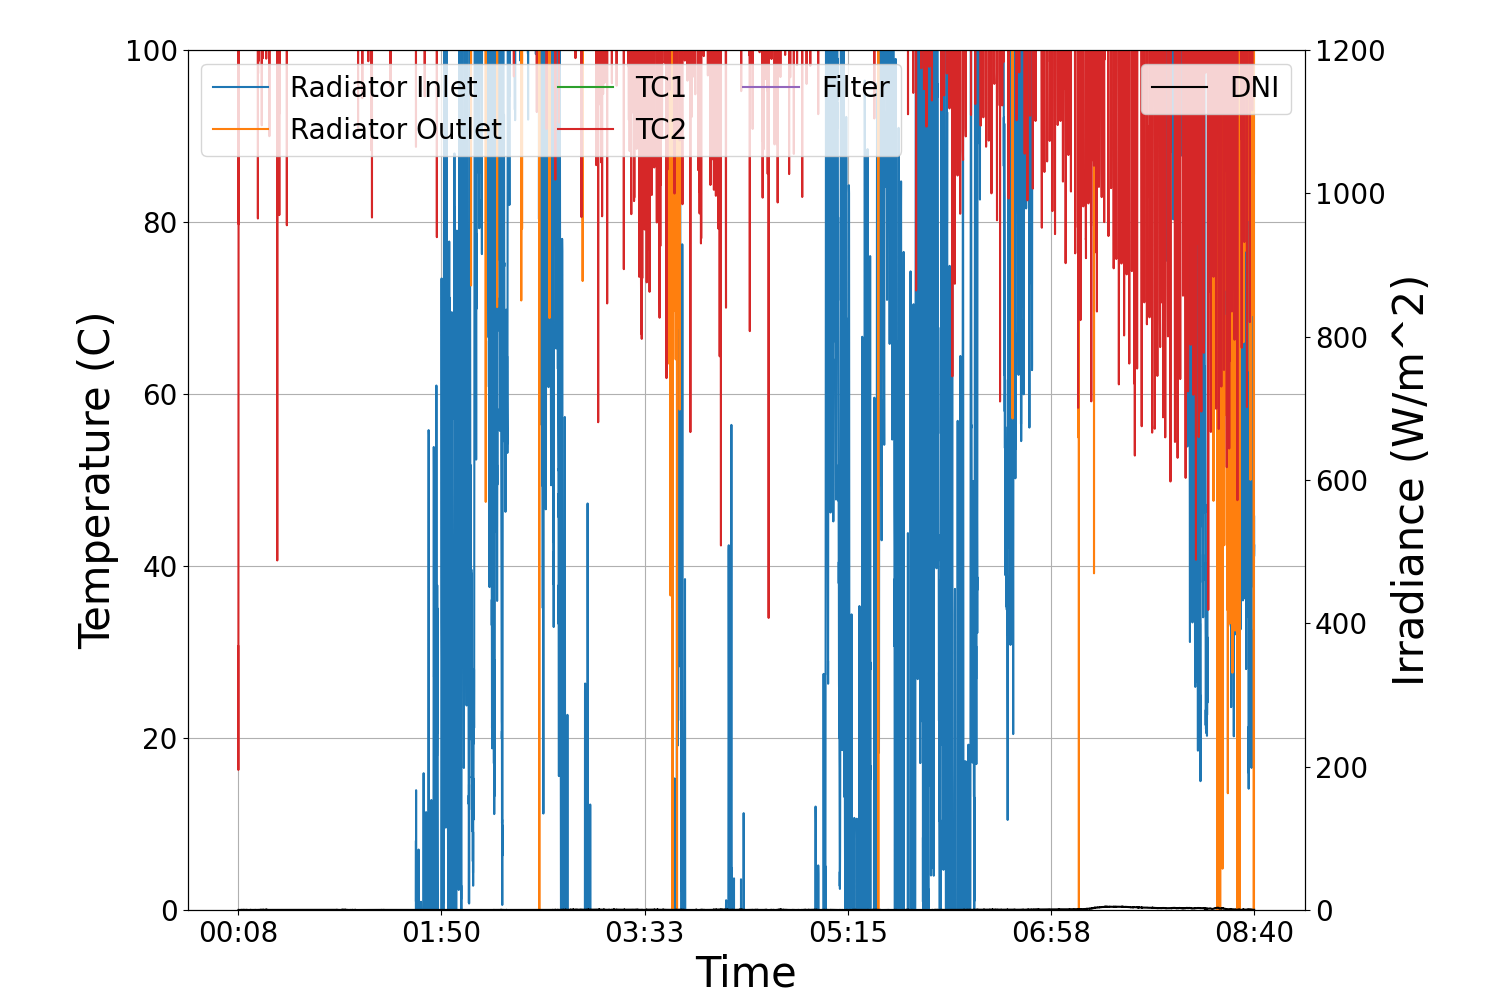 100
80
60
40
20
0
Temperature (C)
1200
1000
800
600
400
200
0
Irradiance (W/m^2)
Radiator Inlet
Radiator Outlet
TC1
TC2
Filter
DNI
00:08 01:50 03:33 05:15 06:58 08:40
Time